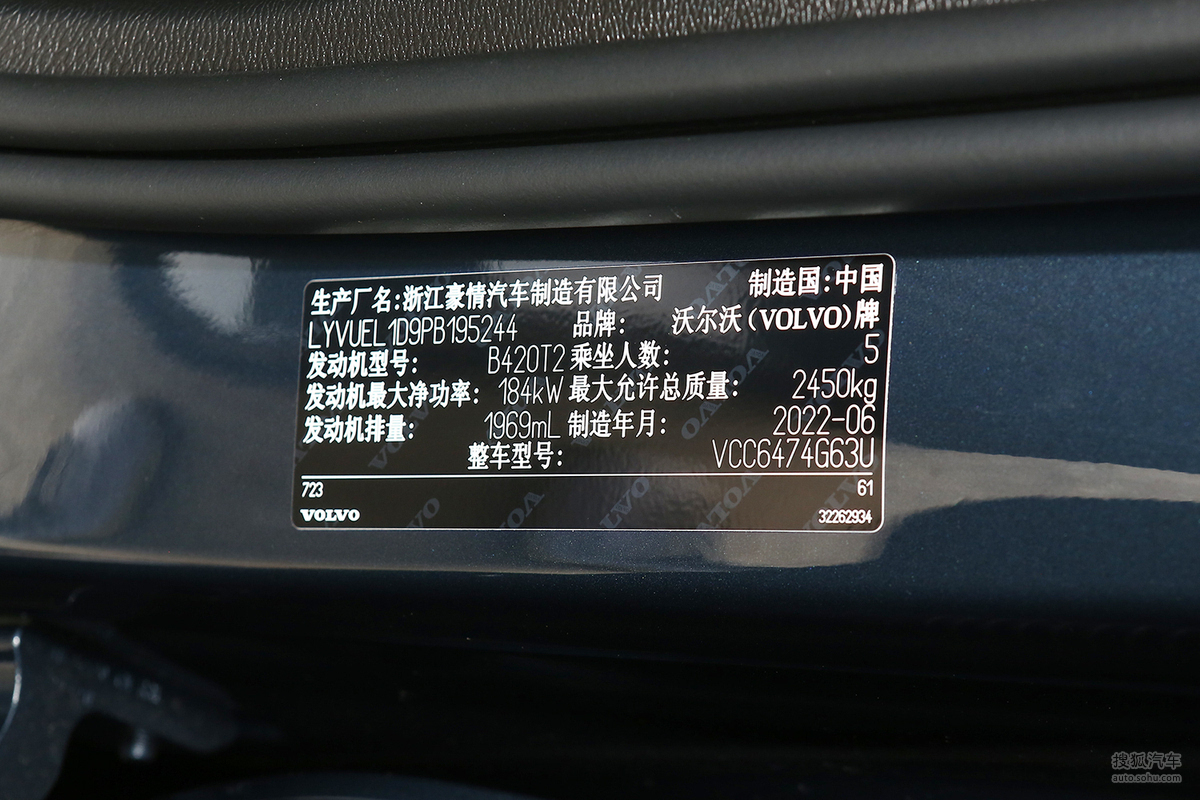 生产厂名:浙江豪情汽车制造有限公司 制造国:中国
LYVUEL1D9PB195244 品牌: 沃尔沃(VOLVO)牌
发动机型号: B420T2 乘坐人数: 5
发动机最大净功率: 184kW 最大允许总质量: 2450kg
发动机排量: 1969mL 制造年月: 2022-06
整车型号: VCC6474G63U
723 61
VOLVO 32262934
搜狐汽车
auto.sohu.com